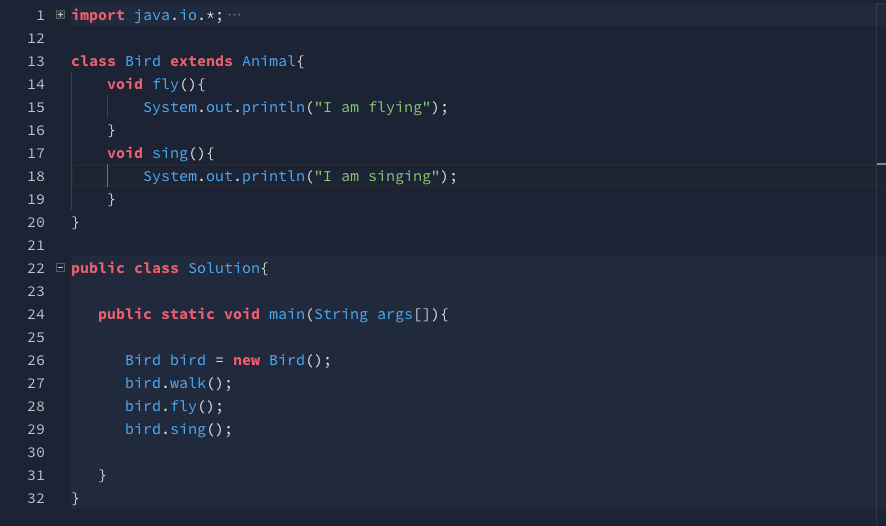 1 import java.io.*;···
12
13 class Bird extends Animal{
14     void fly(){
15         System.out.println("I am flying");
16     }
17     void sing(){
18         System.out.println("I am singing");
19     }
20 }
21
22 public class Solution{
23
24    public static void main(String args[]){
25
26       Bird bird = new Bird();
27       bird.walk();
28       bird.fly();
29       bird.sing();
30
31    }
32 }